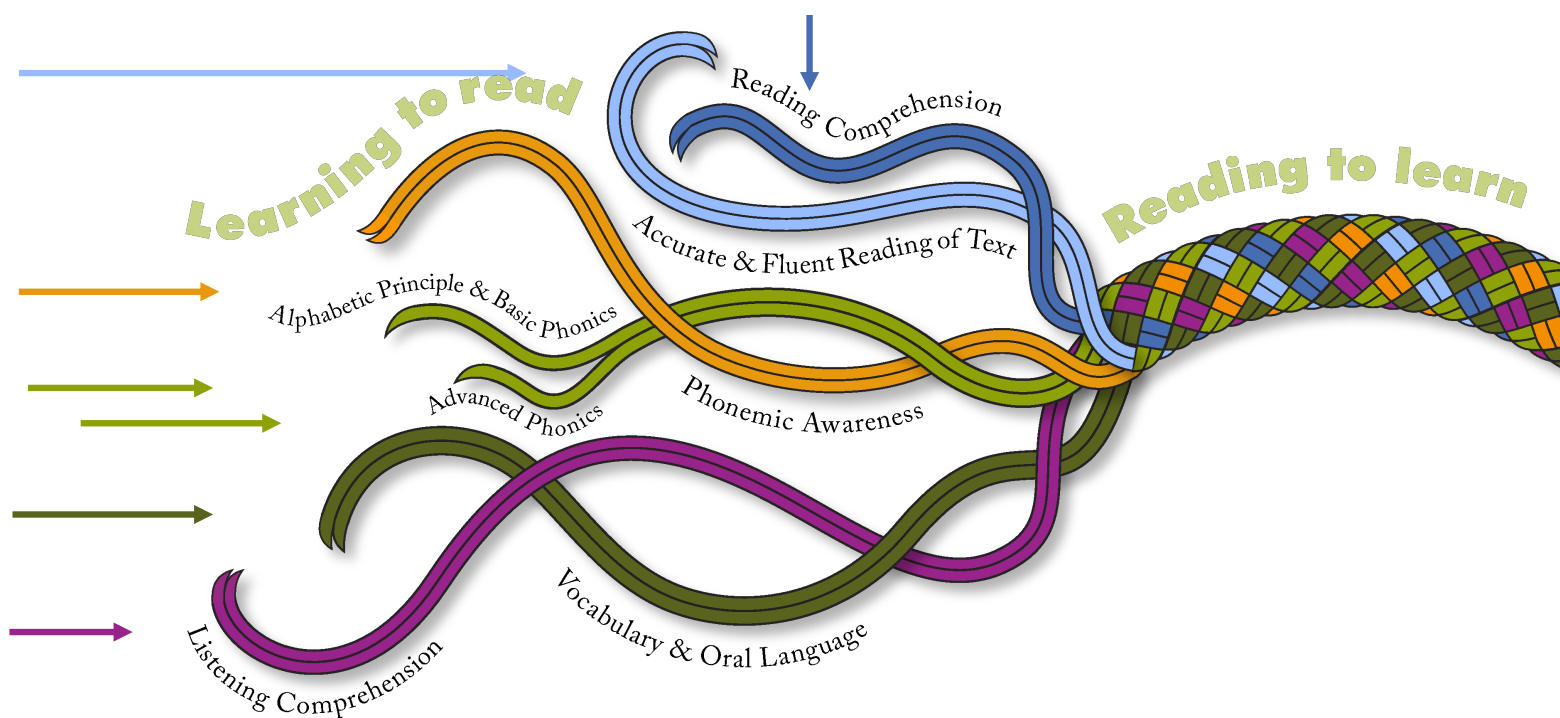 Learning to read
Reading Comprehension
Reading to learn
Accurate & Fluent Reading of Text
Alphabetic Principle & Basic Phonics
Advanced Phonics
Phonemic Awareness
Vocabulary & Oral Language
Listening Comprehension